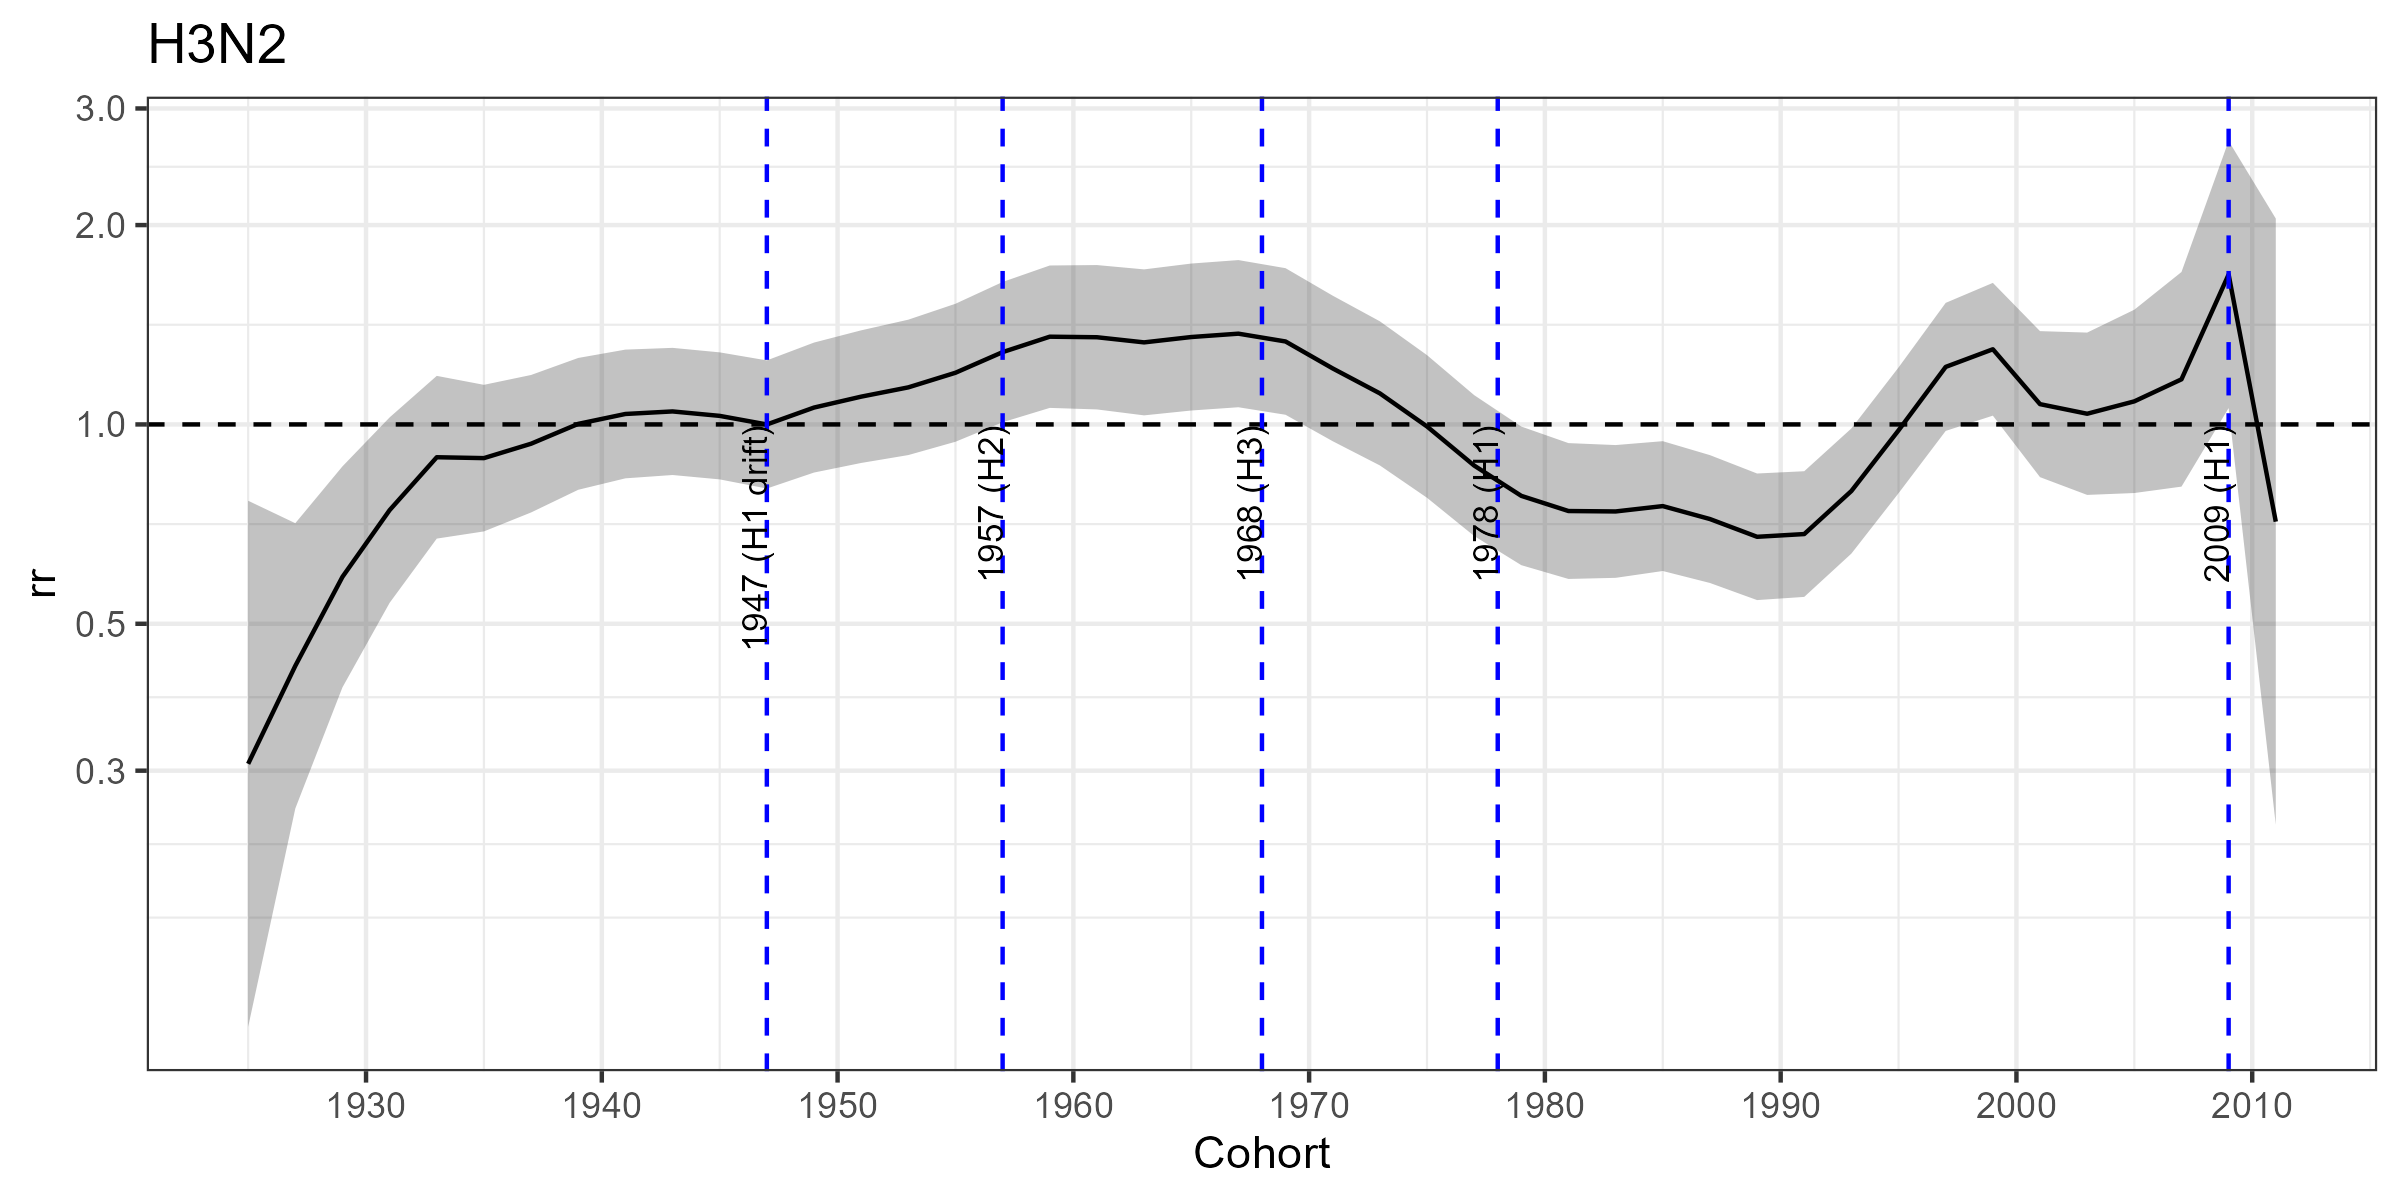 H3N2
3.0
2.0
1.0
0.5
0.3
rr
1947 (H1 drift)
1957 (H2)
1968 (H3)
1978 (H1)
2009 (H1)
1930 1940 1950 1960 1970 1980 1990 2000 2010
Cohort